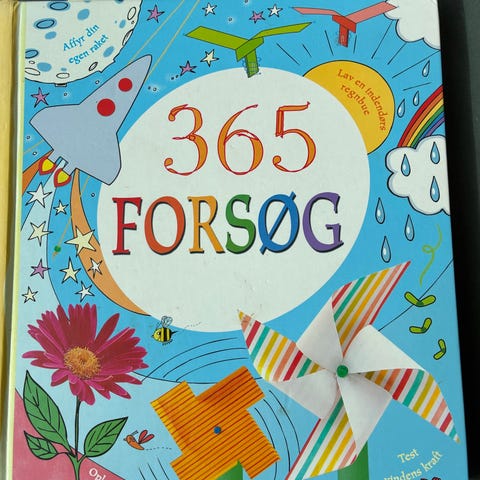 Affyr din
egen raket
Lav en indendørs
regnbue
365
FORSØG
Test
vindens kraft